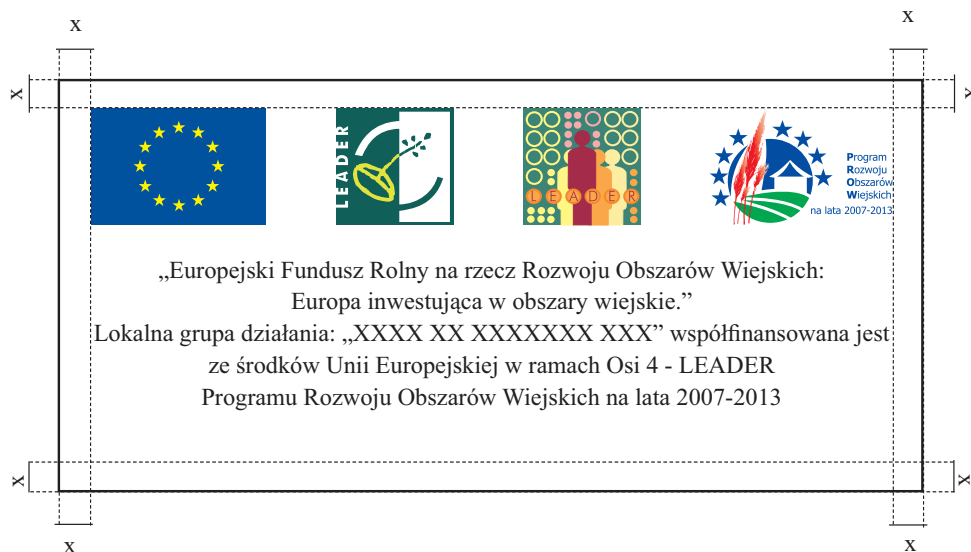 x x
x x
LEADER
LEADER
Program
Rozwoju
Obszarów
Wiejskich
na lata 2007-2013
„Europejski Fundusz Rolny na rzecz Rozwoju Obszarów Wiejskich:
Europa inwestująca w obszary wiejskie.”
Lokalna grupa działania: „XXXX XX XXXXXXX XXX” współfinansowana jest
ze środków Unii Europejskiej w ramach Osi 4 - LEADER
Programu Rozwoju Obszarów Wiejskich na lata 2007-2013
x x
x x